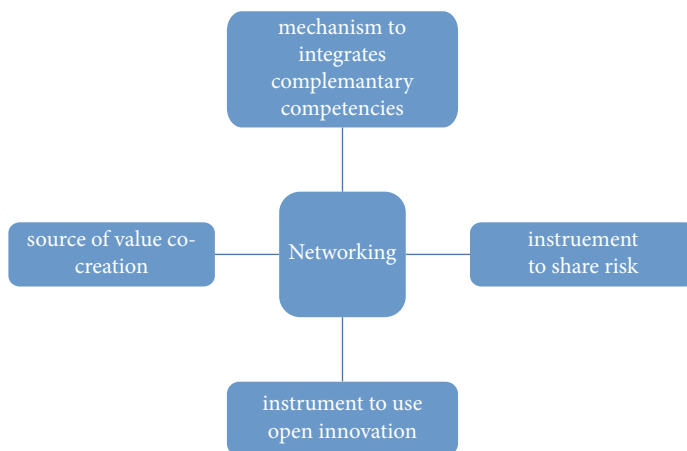 mechanism to
integrates
complemantary
competencies
source of value co-
creation
Networking
instruement
to share risk
instrument to use
open innovation